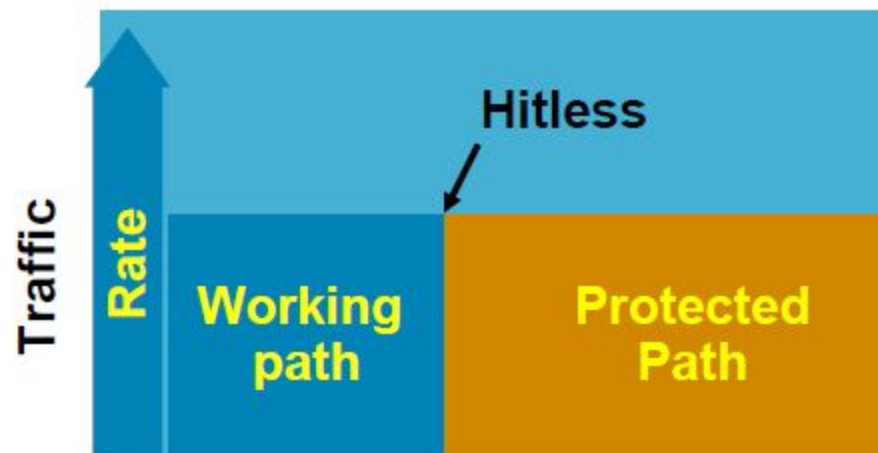 Traffic
Rate
Hitless
Working
path
Protected
Path